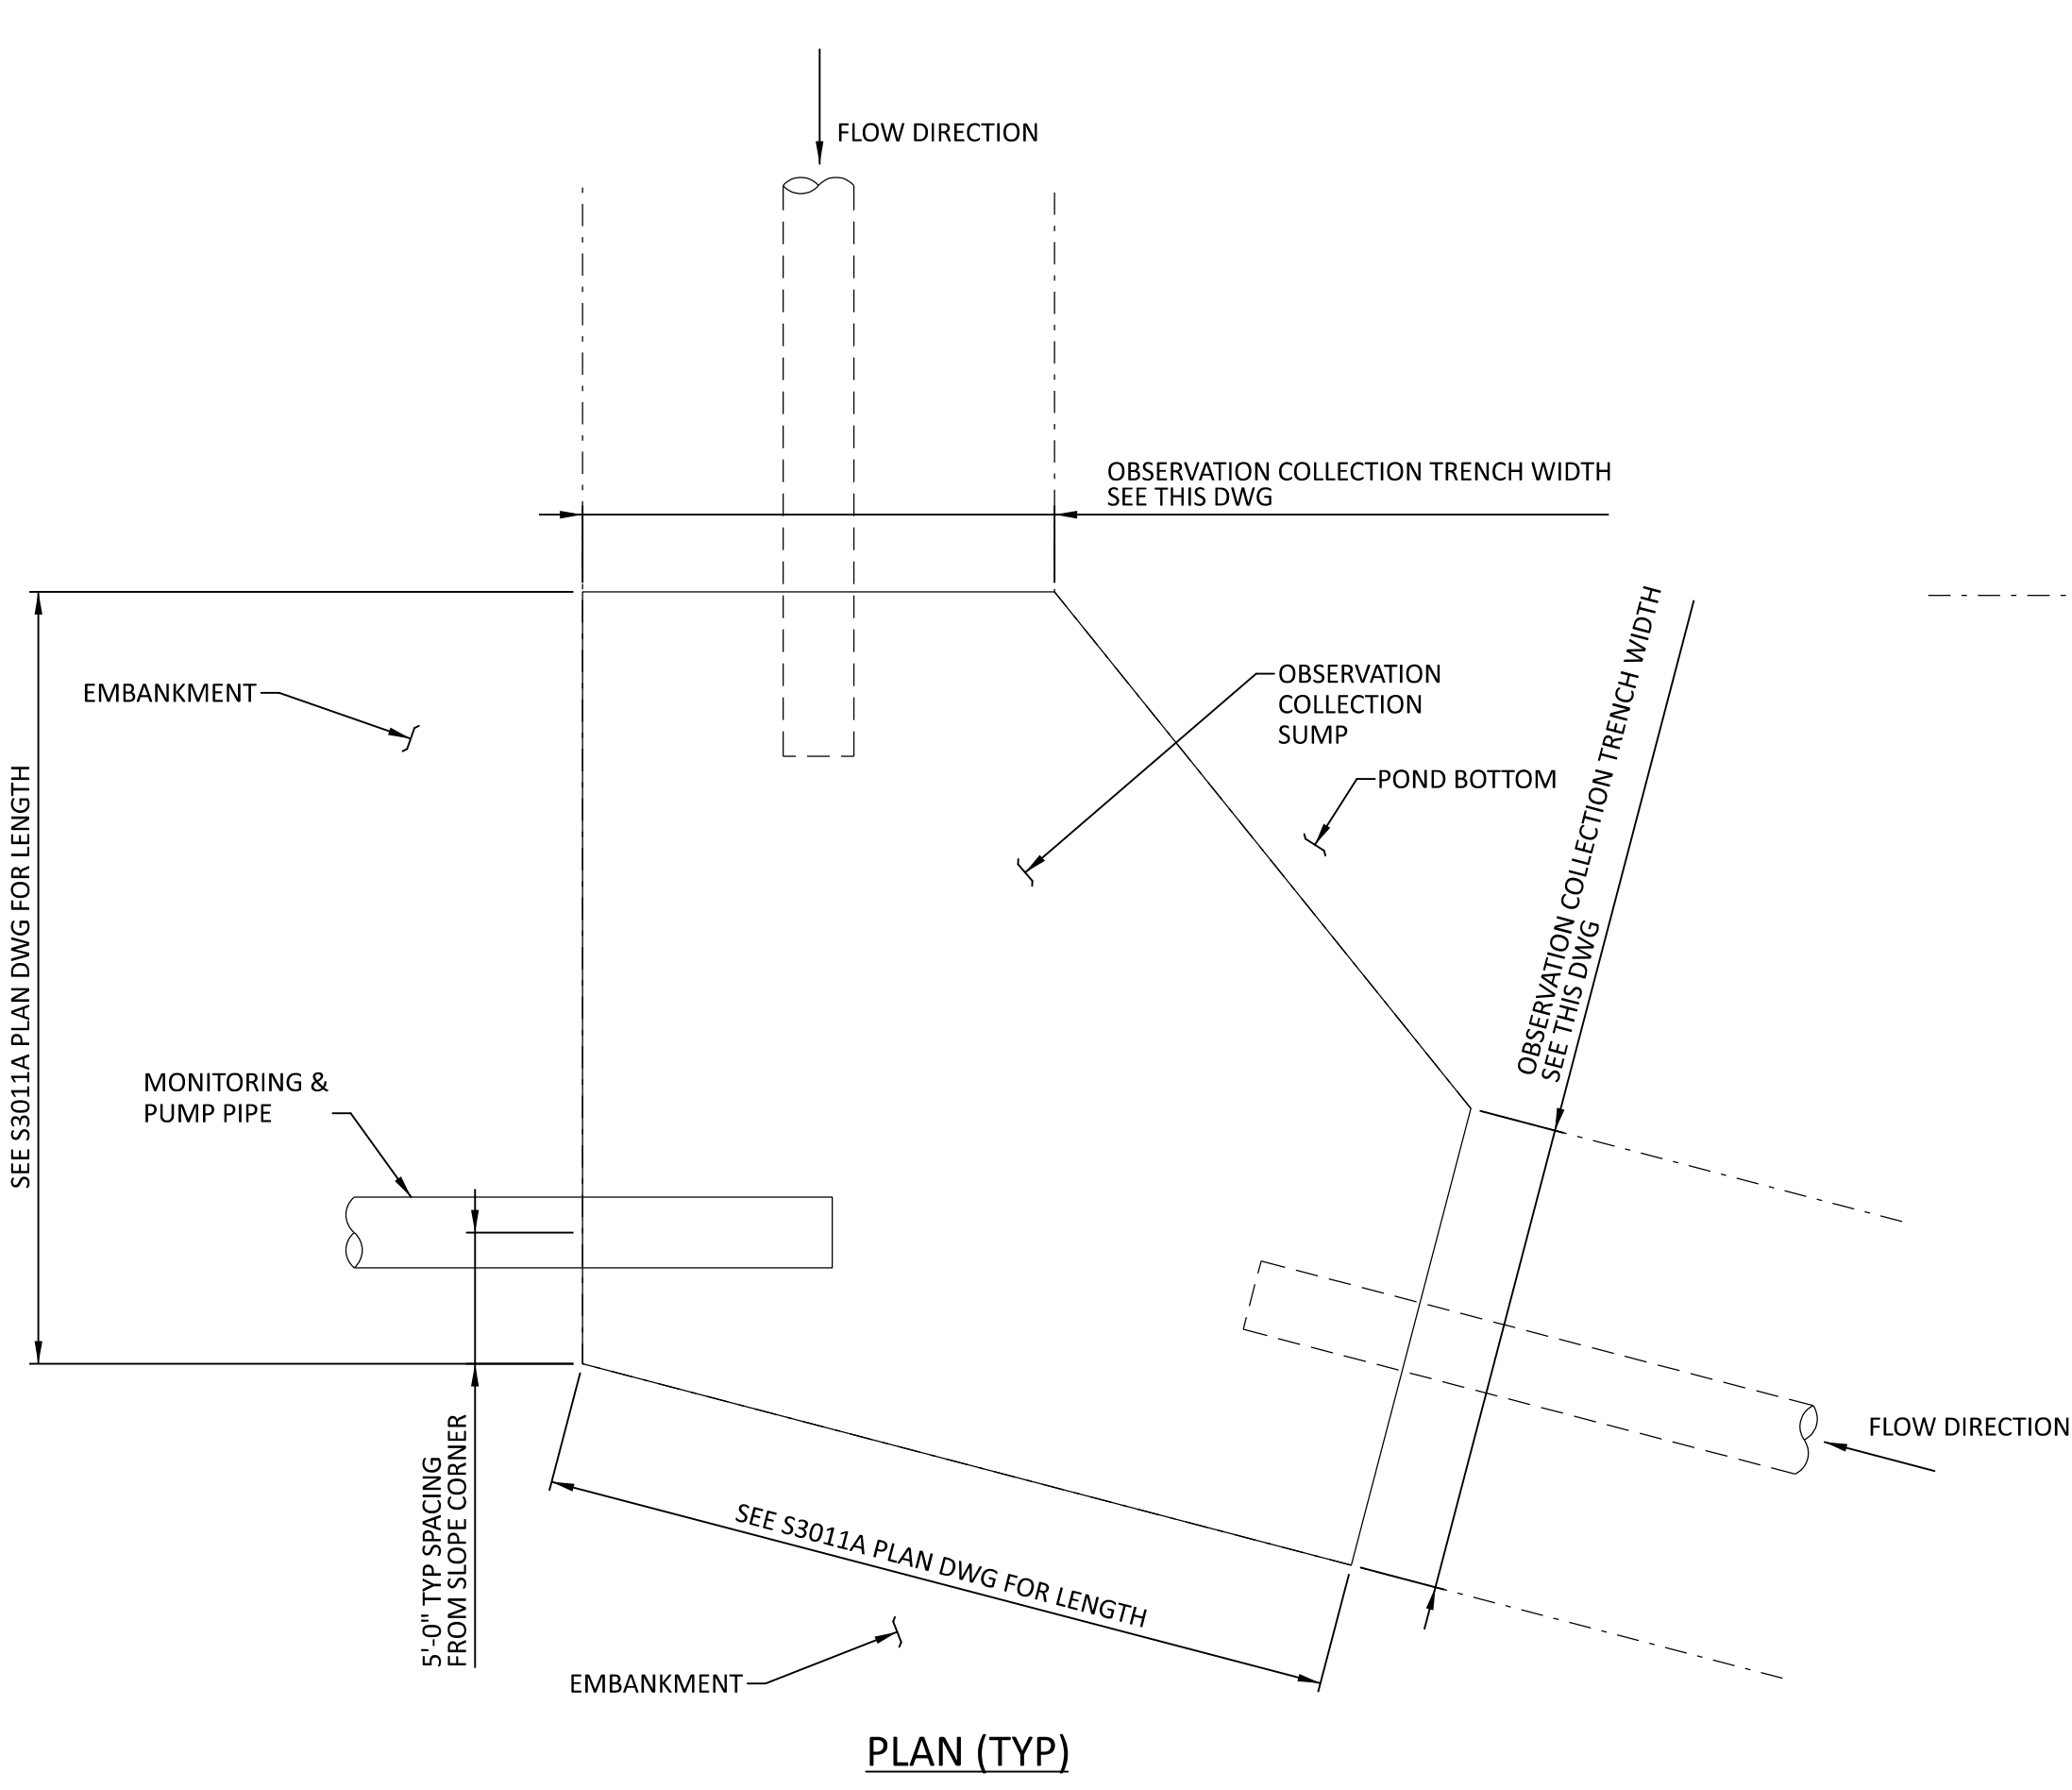 FLOW DIRECTION
OBSERVATION COLLECTION TRENCH WIDTH
SEE THIS DWG
OBSERVATION COLLECTION TRENCH WIDTH
SEE THIS DWG
EMBANKMENT
OBSERVATION
COLLECTION
SUMP
POND BOTTOM
SEE S3011A PLAN DWG FOR LENGTH
MONITORING &
PUMP PIPE
FLOW DIRECTION
5'-0" TYP SPACING
FROM SLOPE CORNER
SEE S3011A PLAN DWG FOR LENGTH
EMBANKMENT
PLAN (TYP)